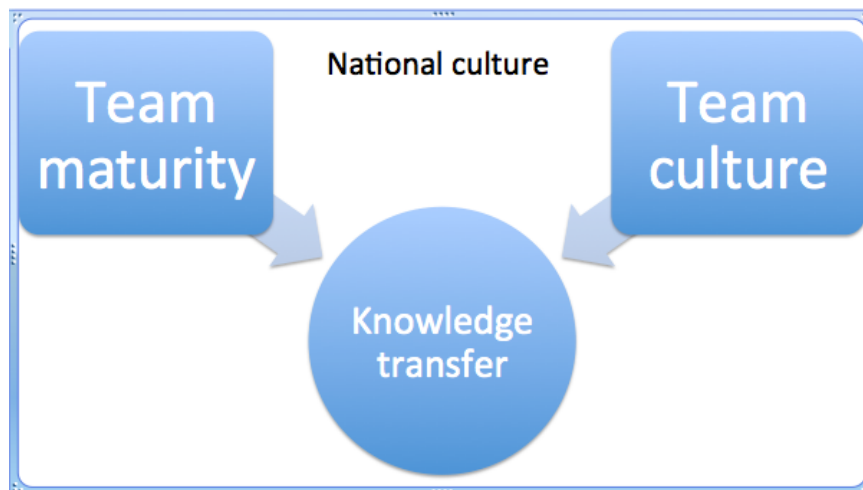 Team
maturity
National culture
Team
culture
Knowledge
transfer